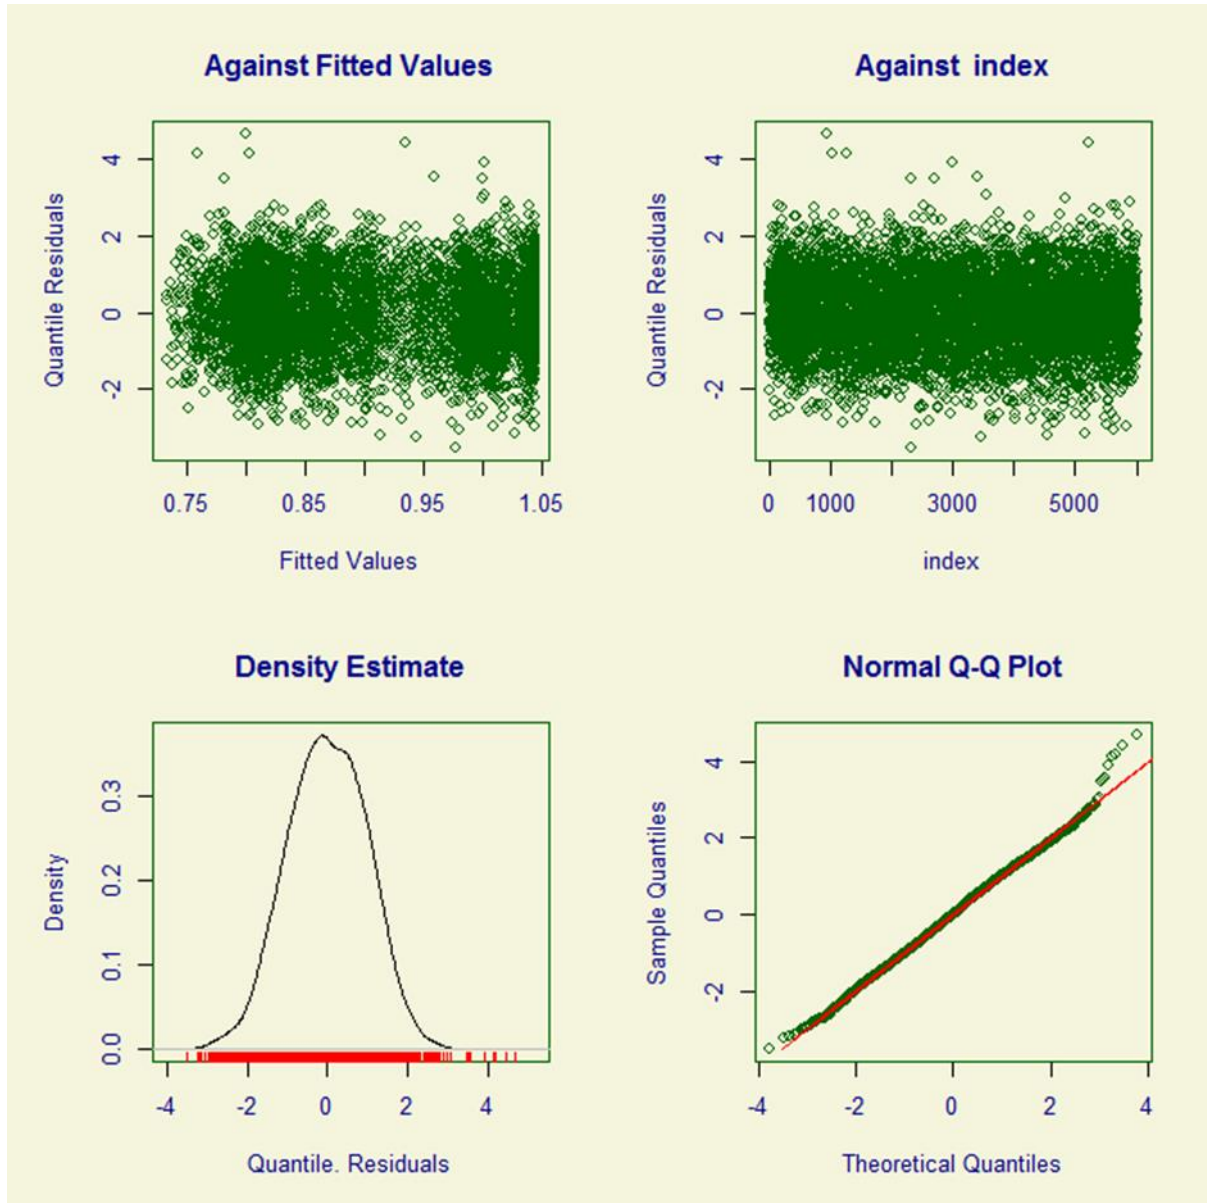 Against Fitted Values
Quantile Residuals
4
2
0
-2
0.75 0.85 0.95 1.05
Fitted Values
Against index
Quantile Residuals
4
2
0
-2
0 1000 3000 5000
index
Density Estimate
Density
0.3
0.2
0.1
0.0
-4 -2 0 2 4
Quantile. Residuals
Normal Q-Q Plot
Sample Quantiles
4
2
0
-2
-4 -2 0 2 4
Theoretical Quantiles